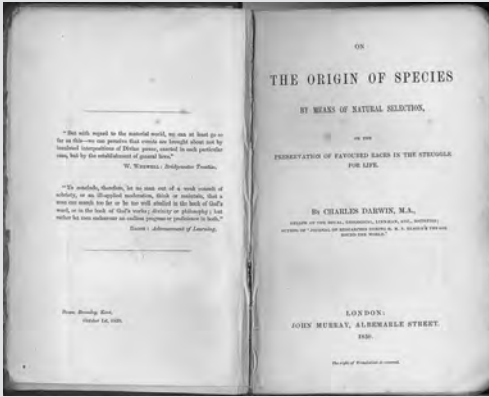 "But with regard to the material world, we can at least go so
far as this—we can perceive that events are brought about not by
insulated interpositions of Divine power, exerted in each particular
case, but by the establishment of general laws."
W. WHEWELL: Bridgewater Treatise.
"To conclude, therefore, let no man out of a weak conceit of
sobriety, or an ill-applied moderation, think or maintain, that a
man can search too far or be too well studied in the book of God's
word, or in the book of God's works; divinity or philosophy; but
rather let men endeavour an endless progress or proficience in both."
BACON: Advancement of Learning.
Down, Bromley, Kent,
October 1st, 1859.
ON
THE ORIGIN OF SPECIES
BY MEANS OF NATURAL SELECTION,
OR THE
PRESERVATION OF FAVOURED RACES IN THE STRUGGLE
FOR LIFE.
BY CHARLES DARWIN, M.A.,
FELLOW OF THE ROYAL, GEOLOGICAL, LINNÆAN, ETC., SOCIETIES;
AUTHOR OF 'JOURNAL OF RESEARCHES DURING H. M. S. BEAGLE'S VOYAGE
ROUND THE WORLD.'
LONDON:
JOHN MURRAY, ALBEMARLE STREET.
1859.
The right of Translation is reserved.